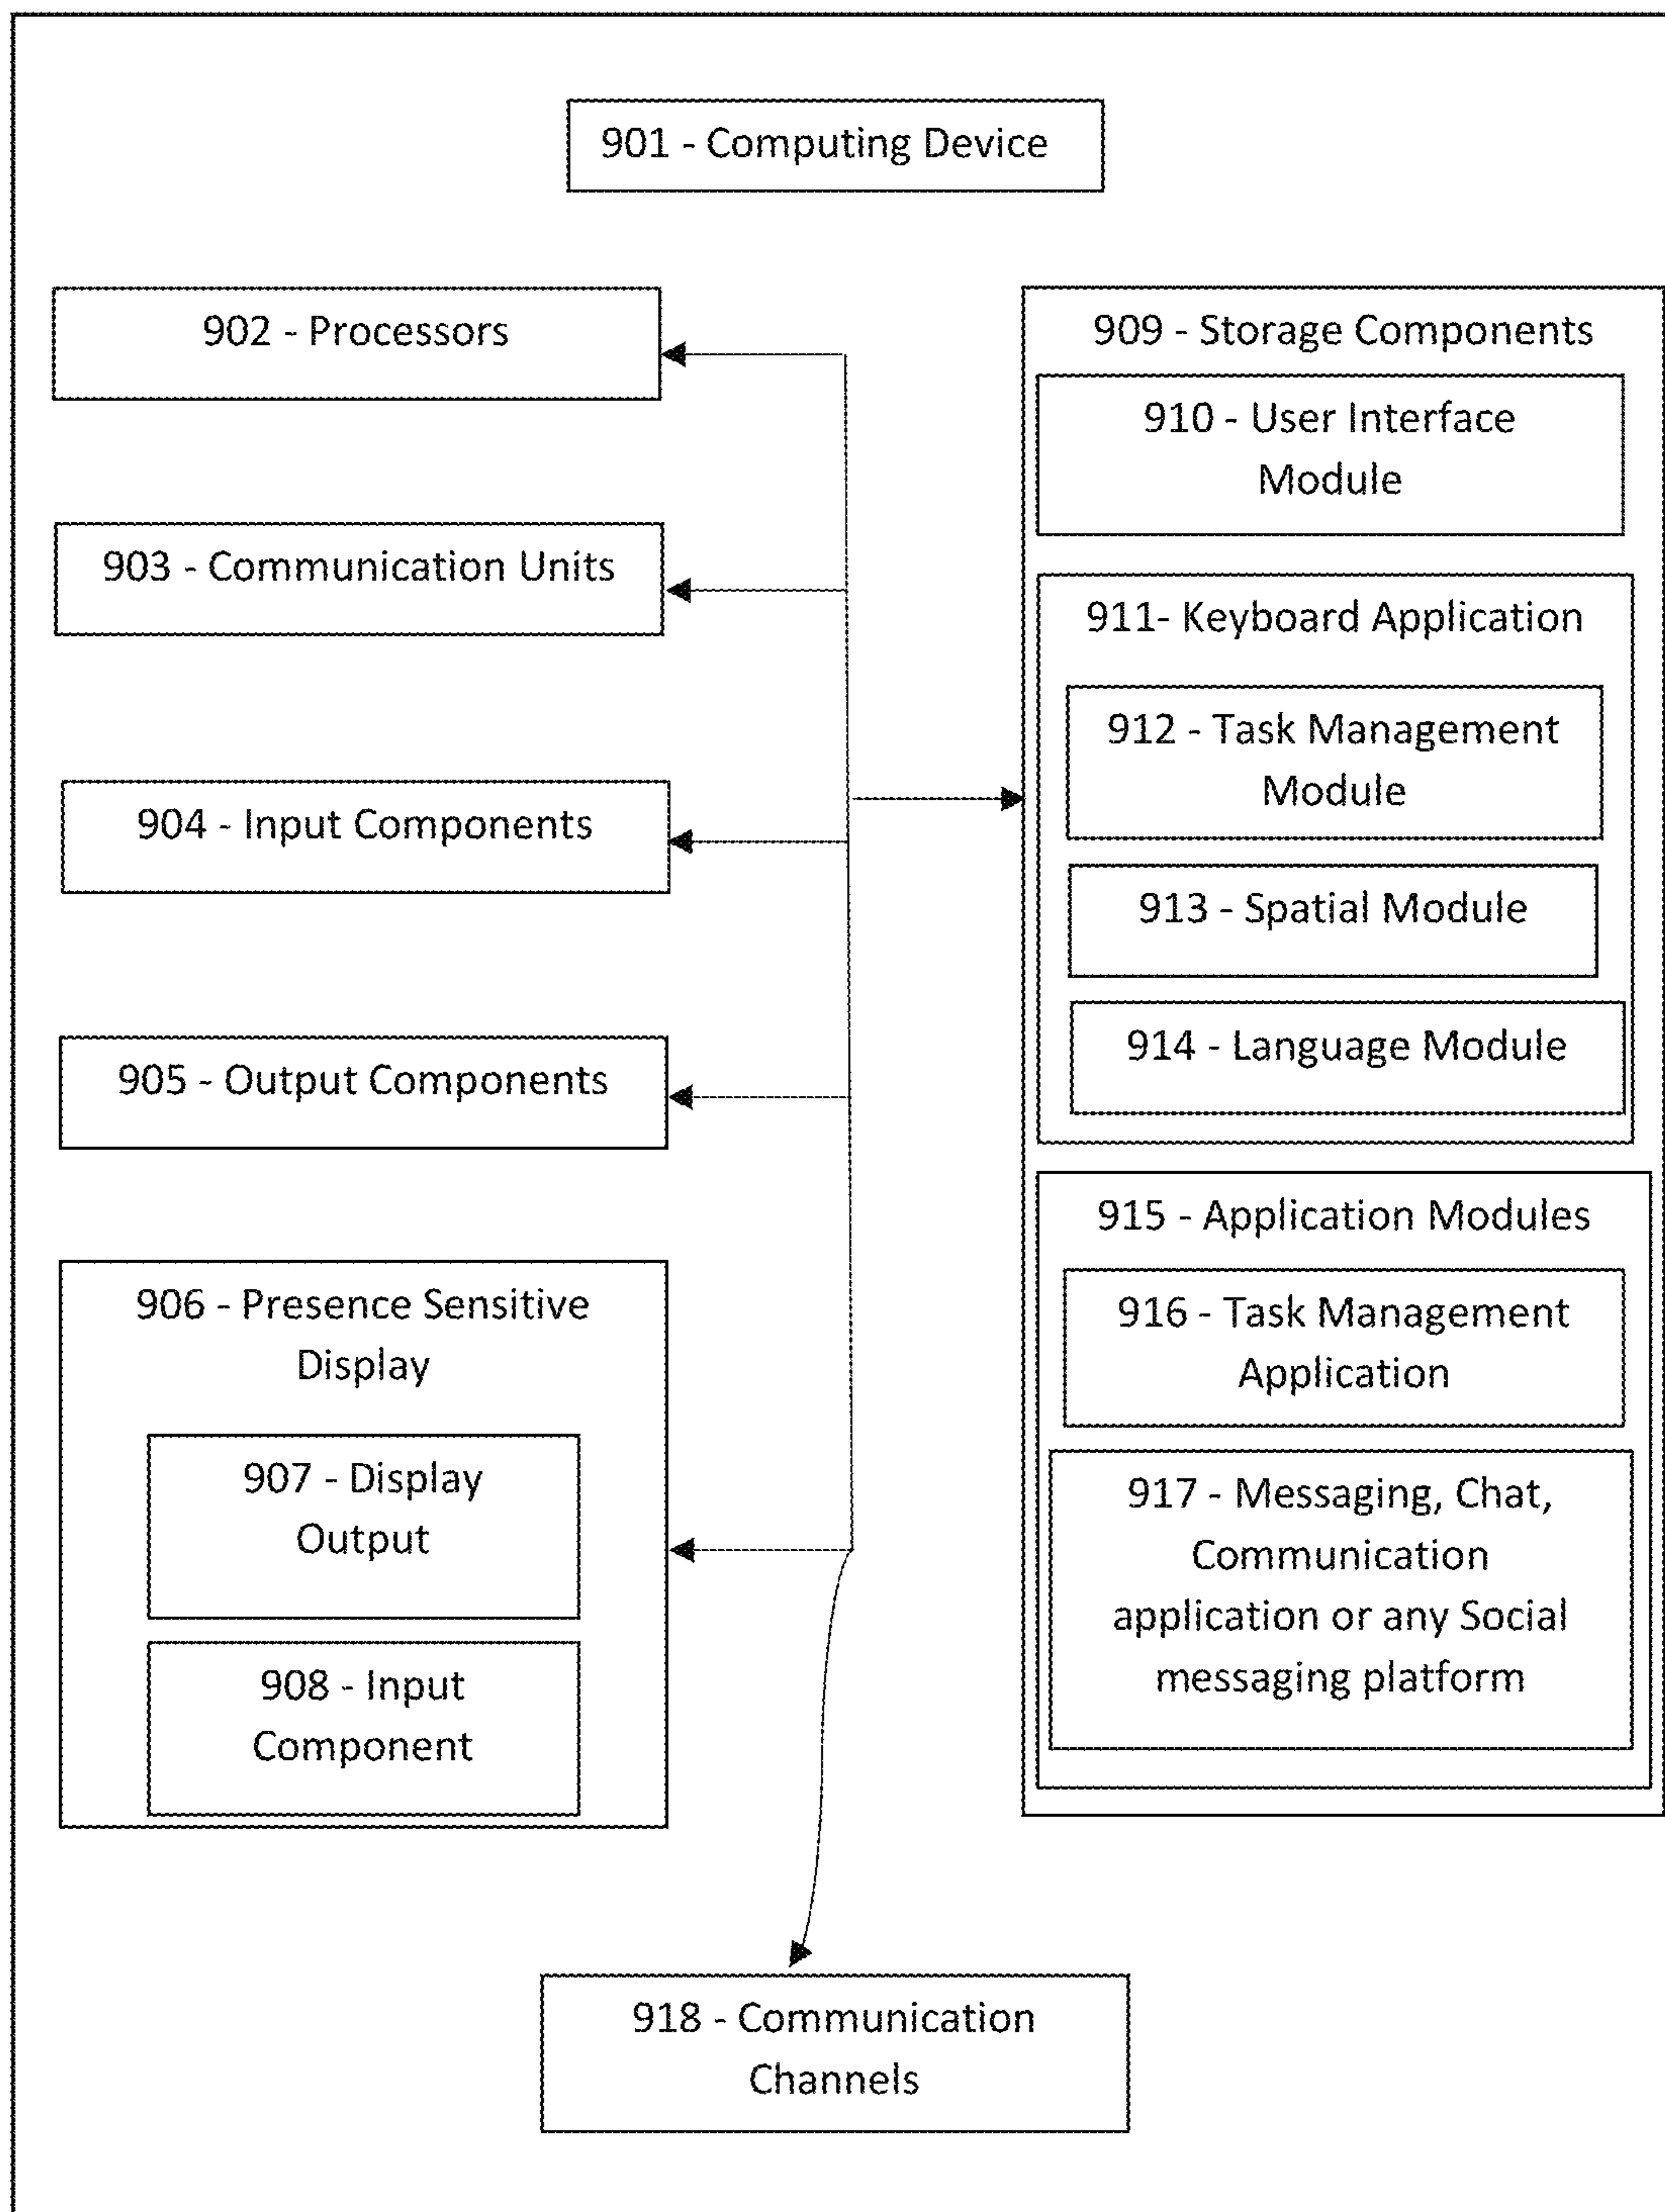 901 - Computing Device
902 - Processors
903 - Communication Units
904 - Input Components
905 - Output Components
906 - Presence Sensitive
Display
907 - Display
Output
908 - Input
Component
909 - Storage Components
910 - User Interface
Module
911- Keyboard Application
912 - Task Management
Module
913 - Spatial Module
914 - Language Module
915 - Application Modules
916 - Task Management
Application
917 - Messaging, Chat,
Communication
application or any Social
messaging platform
918 - Communication
Channels